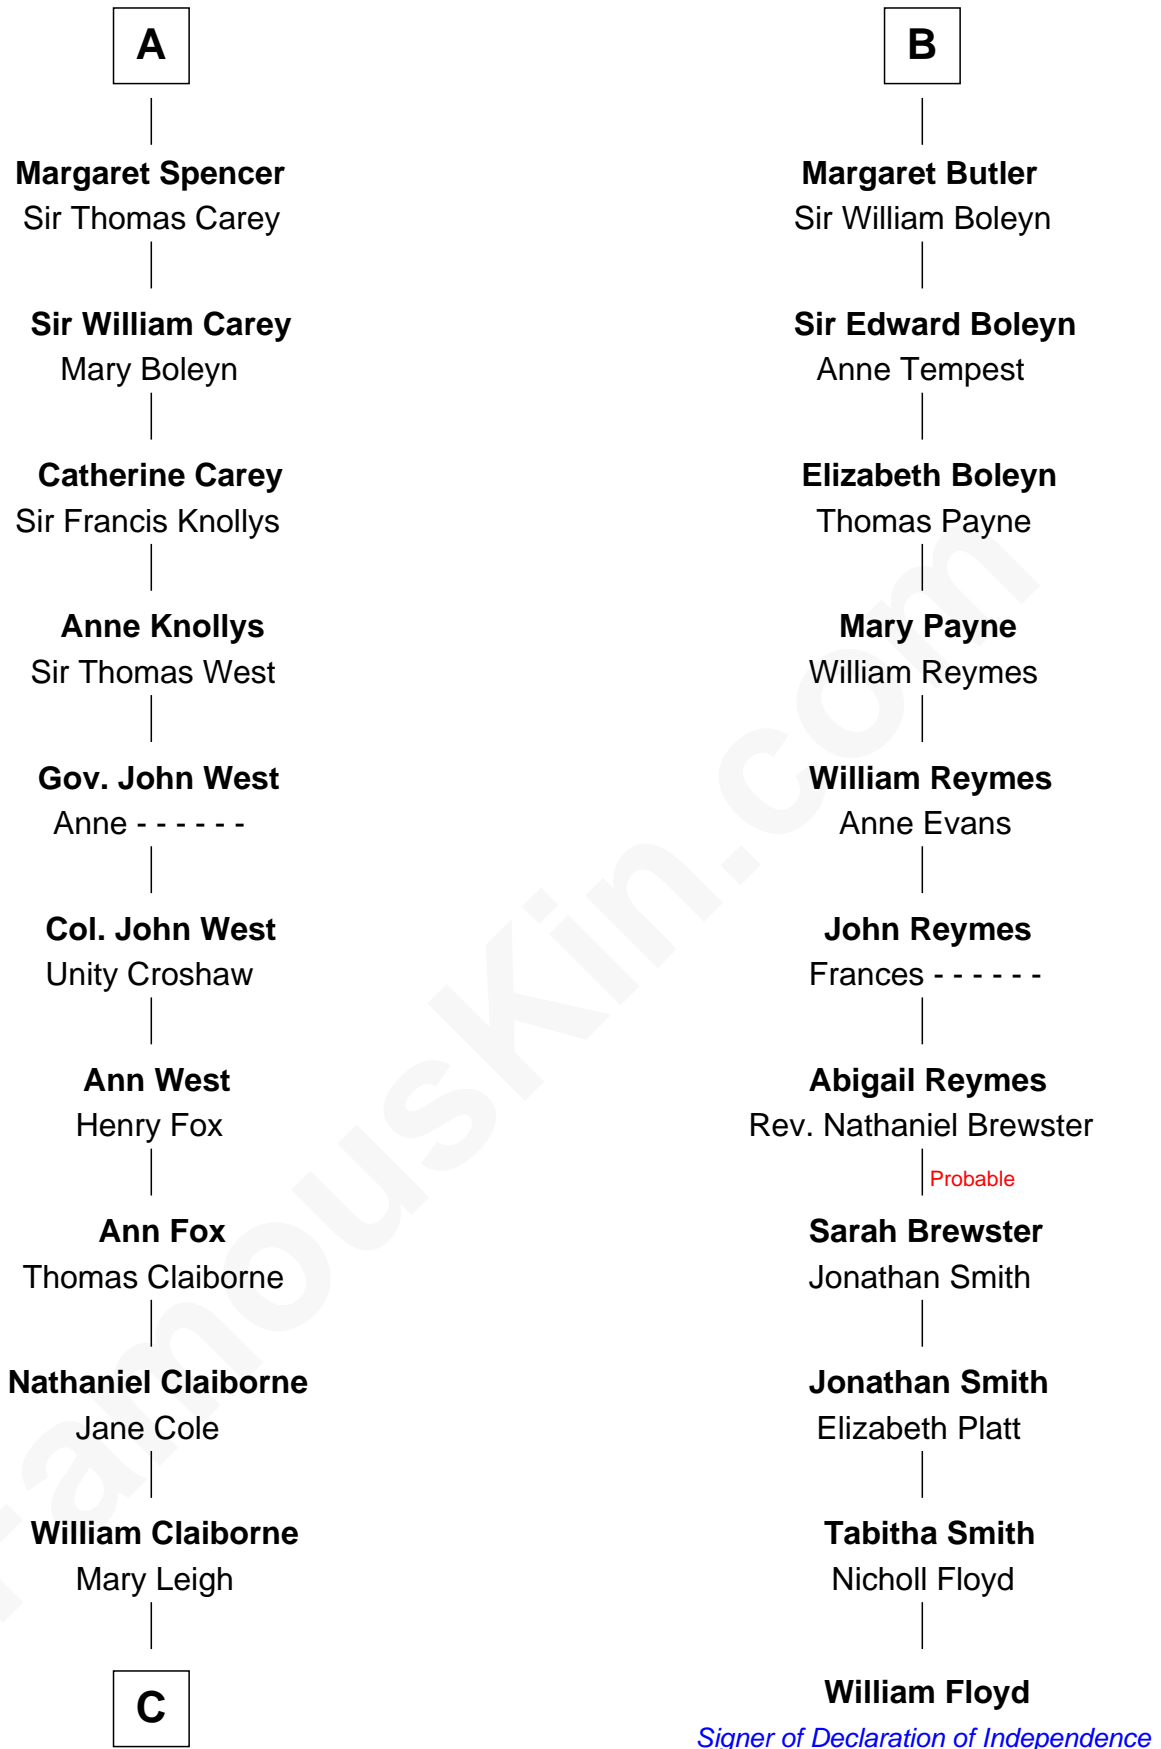 A
Margaret Spencer
Sir Thomas Carey
Sir William Carey
Mary Boleyn
Catherine Carey
Sir Francis Knollys
Anne Knollys
Sir Thomas West
Gov. John West
Anne - - - - - -
Col. John West
Unity Croshaw
Ann West
Henry Fox
Ann Fox
Thomas Claiborne
Nathaniel Claiborne
Jane Cole
William Claiborne
Mary Leigh
C
B
Margaret Butler
Sir William Boleyn
Sir Edward Boleyn
Anne Tempest
Elizabeth Boleyn
Thomas Payne
Mary Payne
William Reymes
William Reymes
Anne Evans
John Reymes
Frances - - - - - -
Abigail Reymes
Rev. Nathaniel Brewster
Probable
Sarah Brewster
Jonathan Smith
Jonathan Smith
Elizabeth Platt
Tabitha Smith
Nicholl Floyd
William Floyd
Signer of Declaration of Independence
FamousKin.com